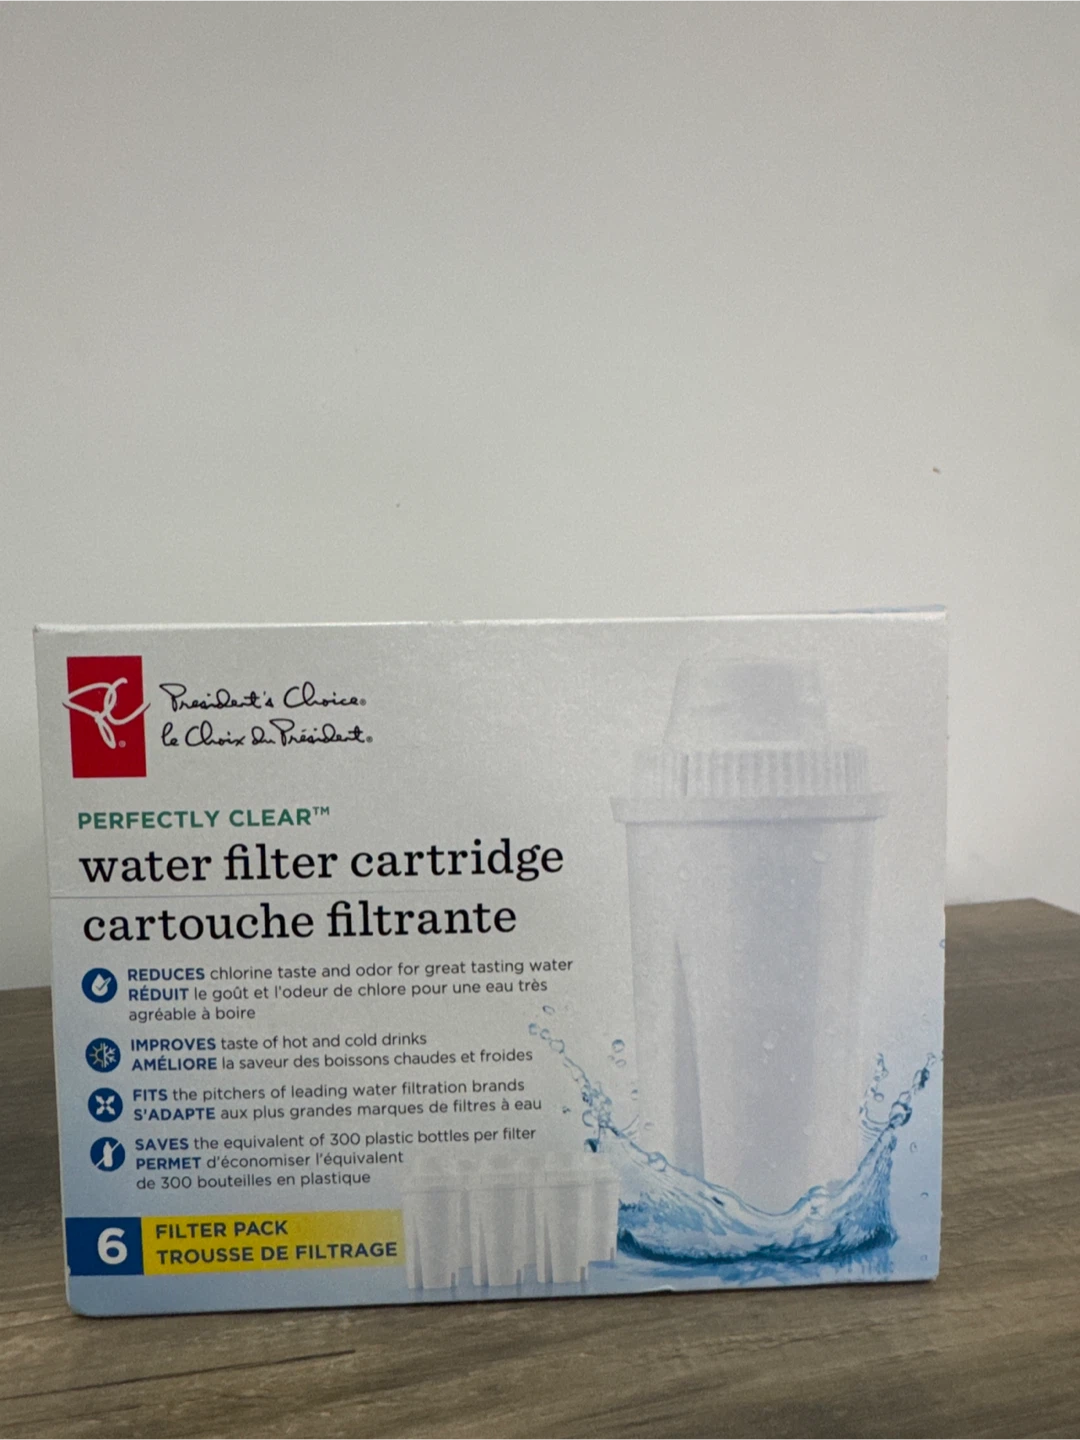 President's Choice®
le Choix du Président®
PERFECTLY CLEAR™
water filter cartridge
cartouche filtrante
REDUCES chlorine taste and odor for great tasting water
RÉDUIT le goût et l'odeur de chlore pour une eau très
agréable à boire
IMPROVES taste of hot and cold drinks
AMÉLIORE la saveur des boissons chaudes et froides
FITS the pitchers of leading water filtration brands
S'ADAPTE aux plus grandes marques de filtres à eau
SAVES the equivalent of 300 plastic bottles per filter
PERMET d'économiser l'équivalent
de 300 bouteilles en plastique
6 FILTER PACK
TROUSSE DE FILTRAGE